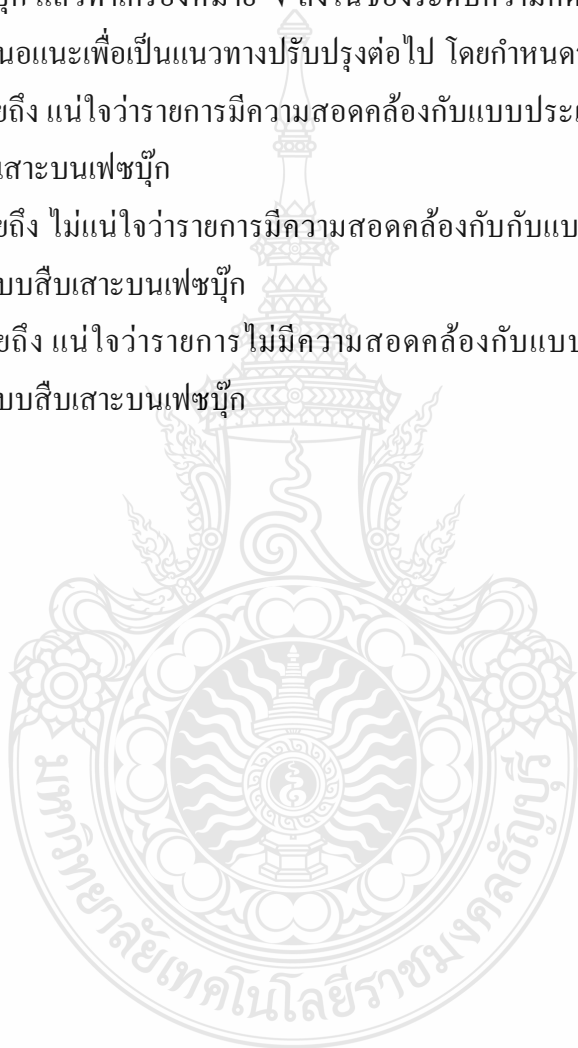 แล้วทำเครื่องหมาย √ ลงในช่องระดับความคิด
นอแนะเพื่อเป็นแนวทางปรับปรุงต่อไป โดยกำหนด
ยถึง แน่ใจว่ารายการมีความสอดคล้องกับแบบประเ
เสาะบนเฟซบุ๊ก
ยถึง ไม่แน่ใจว่ารายการมีความสอดคล้องกับกับแบ
บบสืบเสาะบนเฟซบุ๊ก
ยถึง แน่ใจว่ารายการไม่มีความสอดคล้องกับแบบ
บบสืบเสาะบนเฟซบุ๊ก
มหาวิทยาลัยเทคโนโลยีราชมงคลธัญบุรี